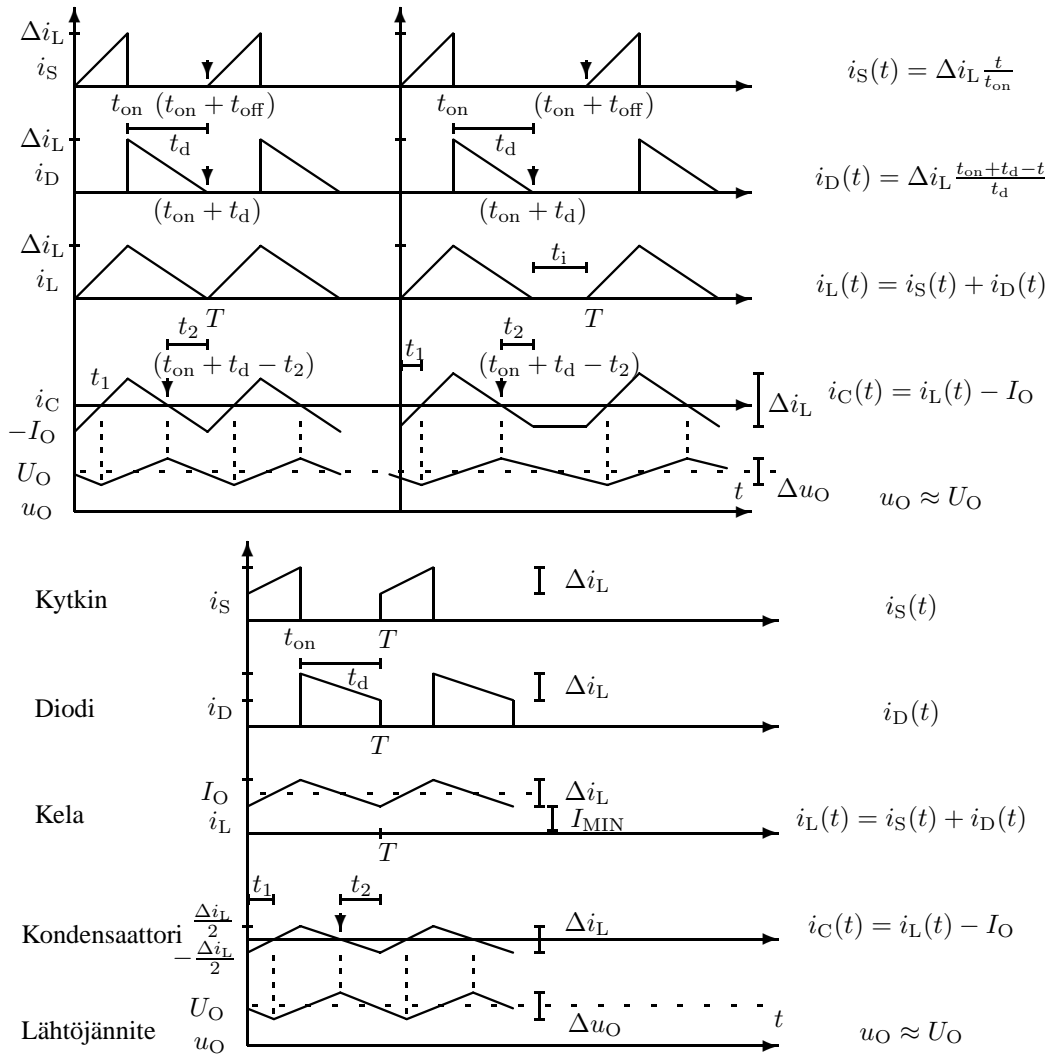 Δi_L
i_S
t_on (t_on + t_off) t_on (t_on + t_off)
i_S(t) = Δi_L t/t_on
Δi_L
t_d t_d
i_D
(t_on + t_d) (t_on + t_d)
i_D(t) = Δi_L (t_on+t_d−t)/t_d
Δi_L
t_i
i_L
T T
i_L(t) = i_S(t) + i_D(t)
t_2 t_1 t_2
t_1 (t_on + t_d − t_2) (t_on + t_d − t_2)
i_C
−I_O
Δi_L i_C(t) = i_L(t) − I_O
U_O
t Δu_O
u_O
u_O ≈ U_O
Kytkin i_S Δi_L i_S(t)
t_on T
t_d
Diodi i_D Δi_L i_D(t)
T
I_O Δi_L
Kela i_L I_MIN i_L(t) = i_S(t) + i_D(t)
T
t_1 t_2
Δi_L/2 Δi_L
Kondensaattori i_C(t) = i_L(t) − I_O
−Δi_L/2
U_O t
Δu_O
Lähtöjännite u_O u_O ≈ U_O